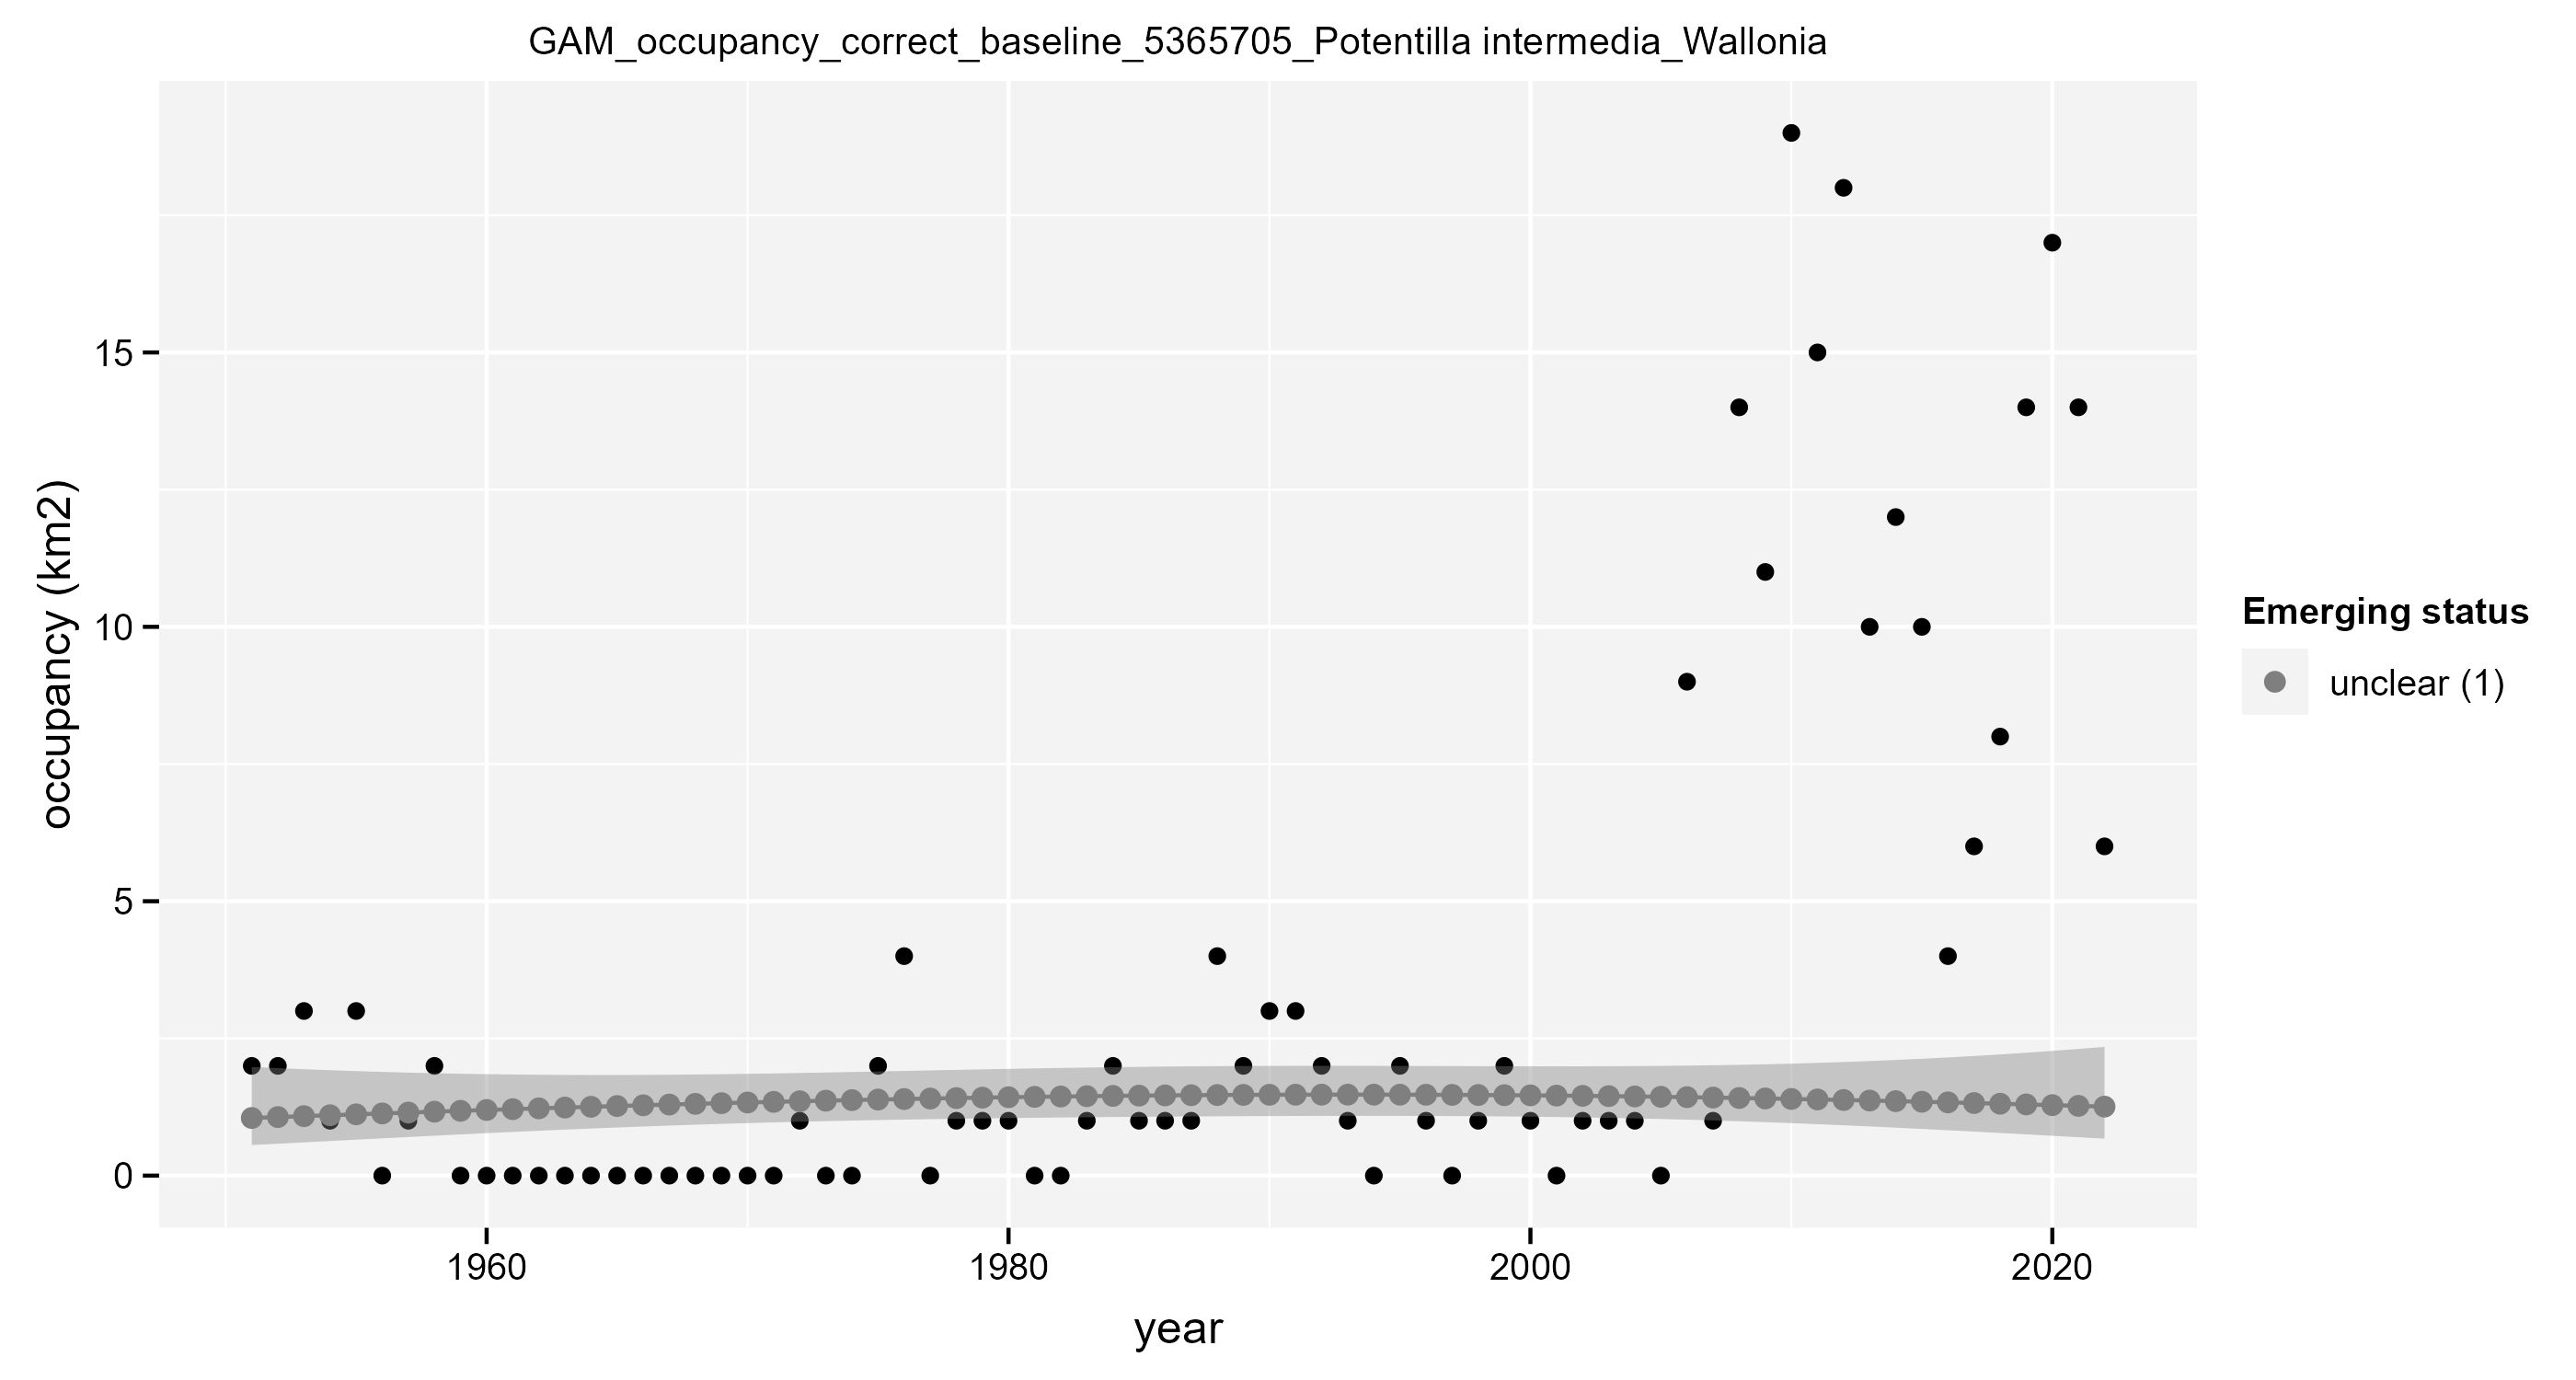 GAM_occupancy_correct_baseline_5365705_Potentilla intermedia_Wallonia
occupancy (km2)
15
10
5
0
1960
1980
2000
2020
year
Emerging status
unclear (1)